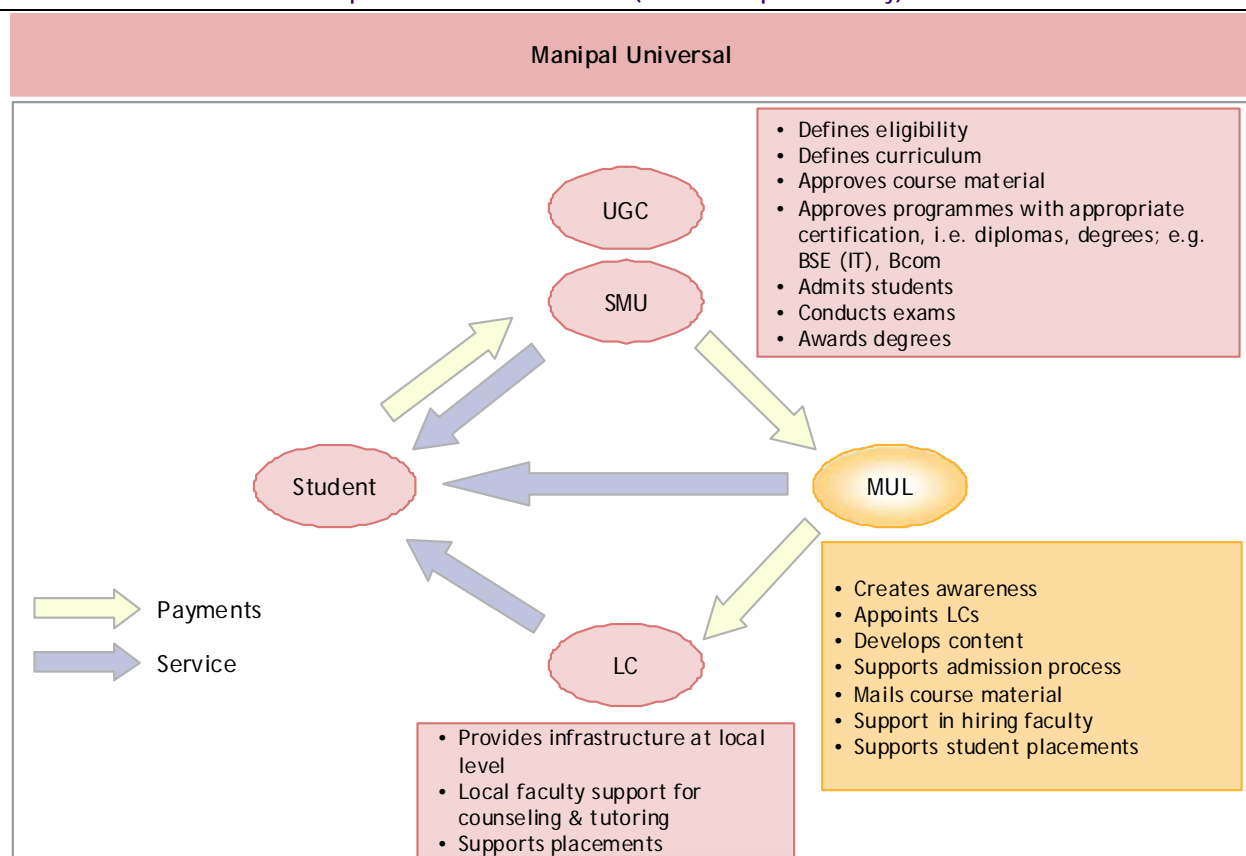 Manipal Universal
• Defines eligibility
• Defines curriculum
• Approves course material
• Approves programmes with appropriate
certification, i.e. diplomas, degrees; e.g.
BSE (IT), Bcom
• Admits students
• Conducts exams
• Awards degrees
UGC
SMU
Student
MUL
Payments
Service
LC
• Creates awareness
• Appoints LCs
• Develops content
• Supports admission process
• Mails course material
• Support in hiring faculty
• Supports student placements
• Provides infrastructure at local
level
• Local faculty support for
counseling & tutoring
• Supports placements